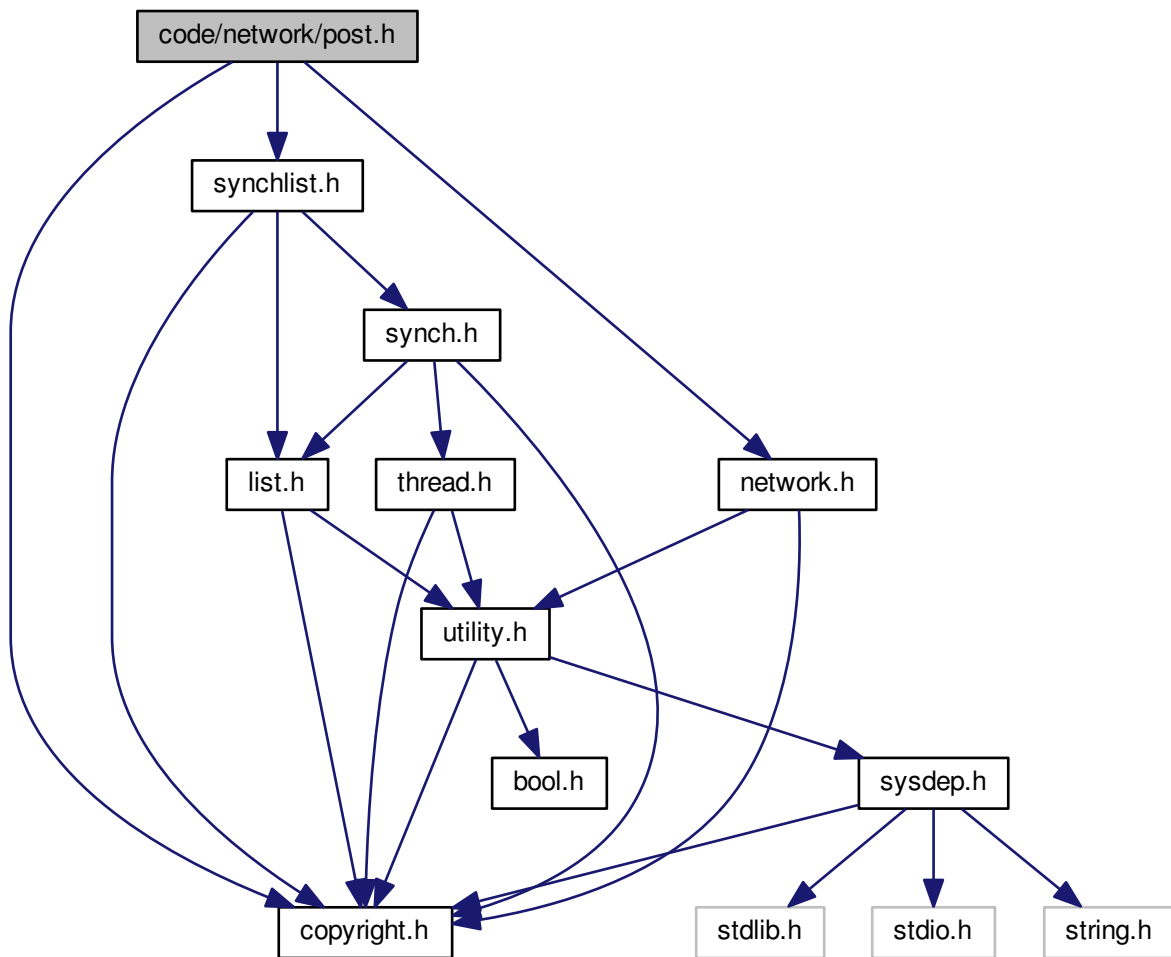 code/network/post.h
synchlist.h
synch.h
list.h
thread.h
network.h
utility.h
bool.h
sysdep.h
copyright.h
stdlib.h
stdio.h
string.h